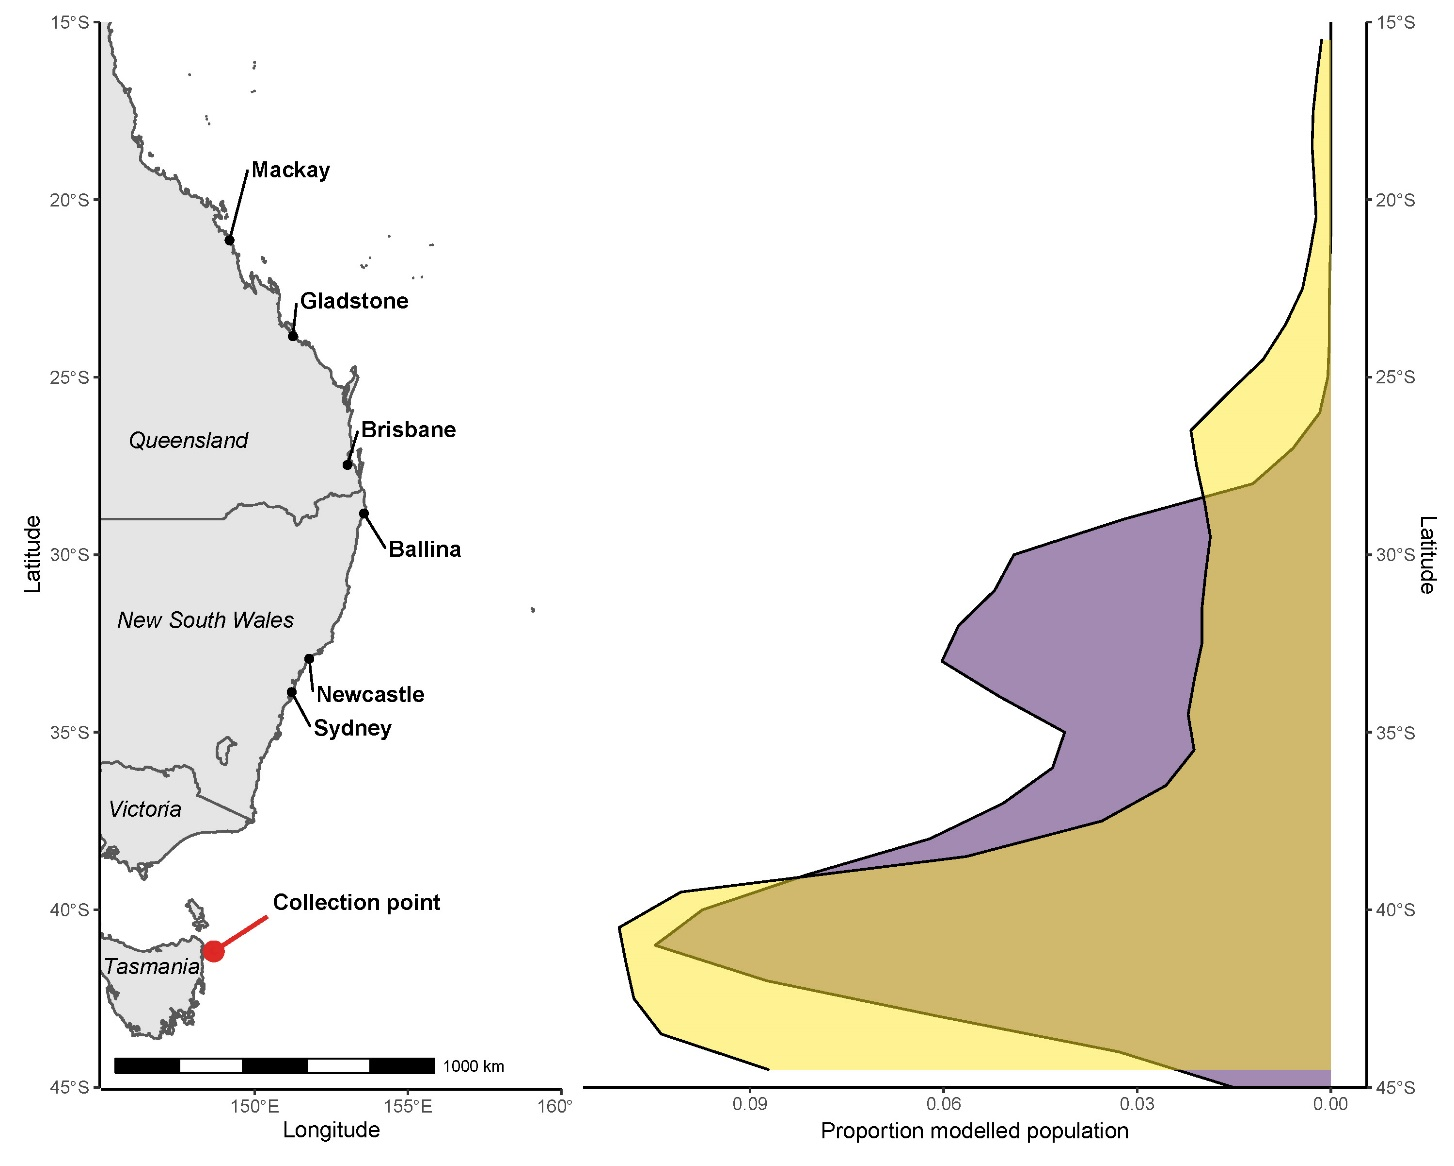 15°S
15°S
Mackay
20°S
20°S
Gladstone
25°S
25°S
Brisbane
Queensland
Latitude
Latitude
30°S
30°S
Ballina
New South Wales
Newcastle
Sydney
35°S
35°S
Victoria
Collection point
40°S
40°S
Tasmania
1000 km
45°S
45°S
150°E
155°E
160°
0.09
0.06
0.03
0.00
Longitude
Proportion modelled population